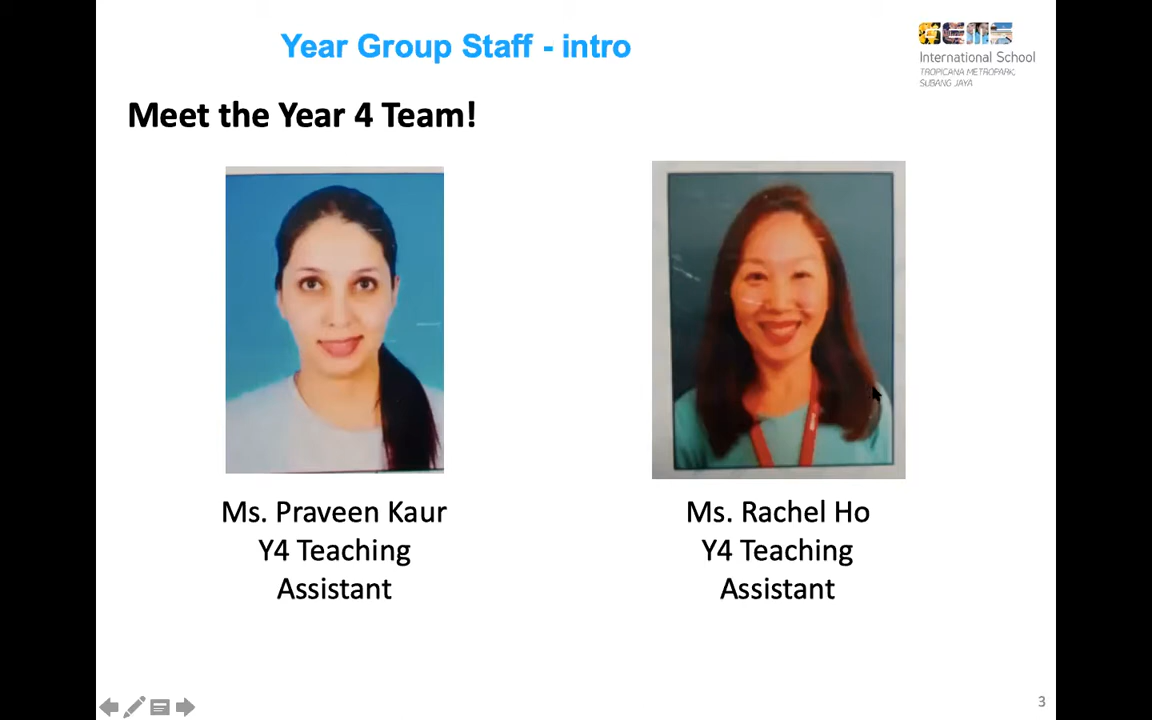 Year Group Staff - intro
GEMS
International School
TROPICANA METROPARK,
SUBANG JAYA
Meet the Year 4 Team!
Ms. Praveen Kaur
Y4 Teaching
Assistant
Ms. Rachel Ho
Y4 Teaching
Assistant
3